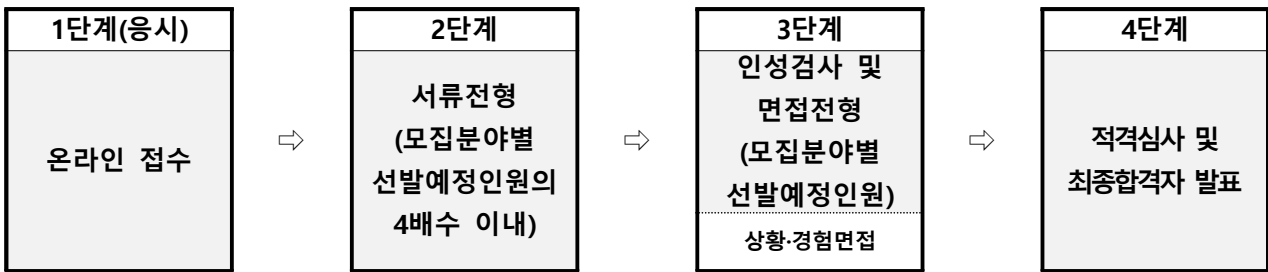 1단계(응시)
온라인 접수
⇨
2단계
서류전형
(모집분야별
선발예정인원의
4배수 이내)
⇨
3단계
인성검사 및
면접전형
(모집분야별
선발예정인원)
상황·경험면접
⇨
4단계
적격심사 및
최종합격자 발표